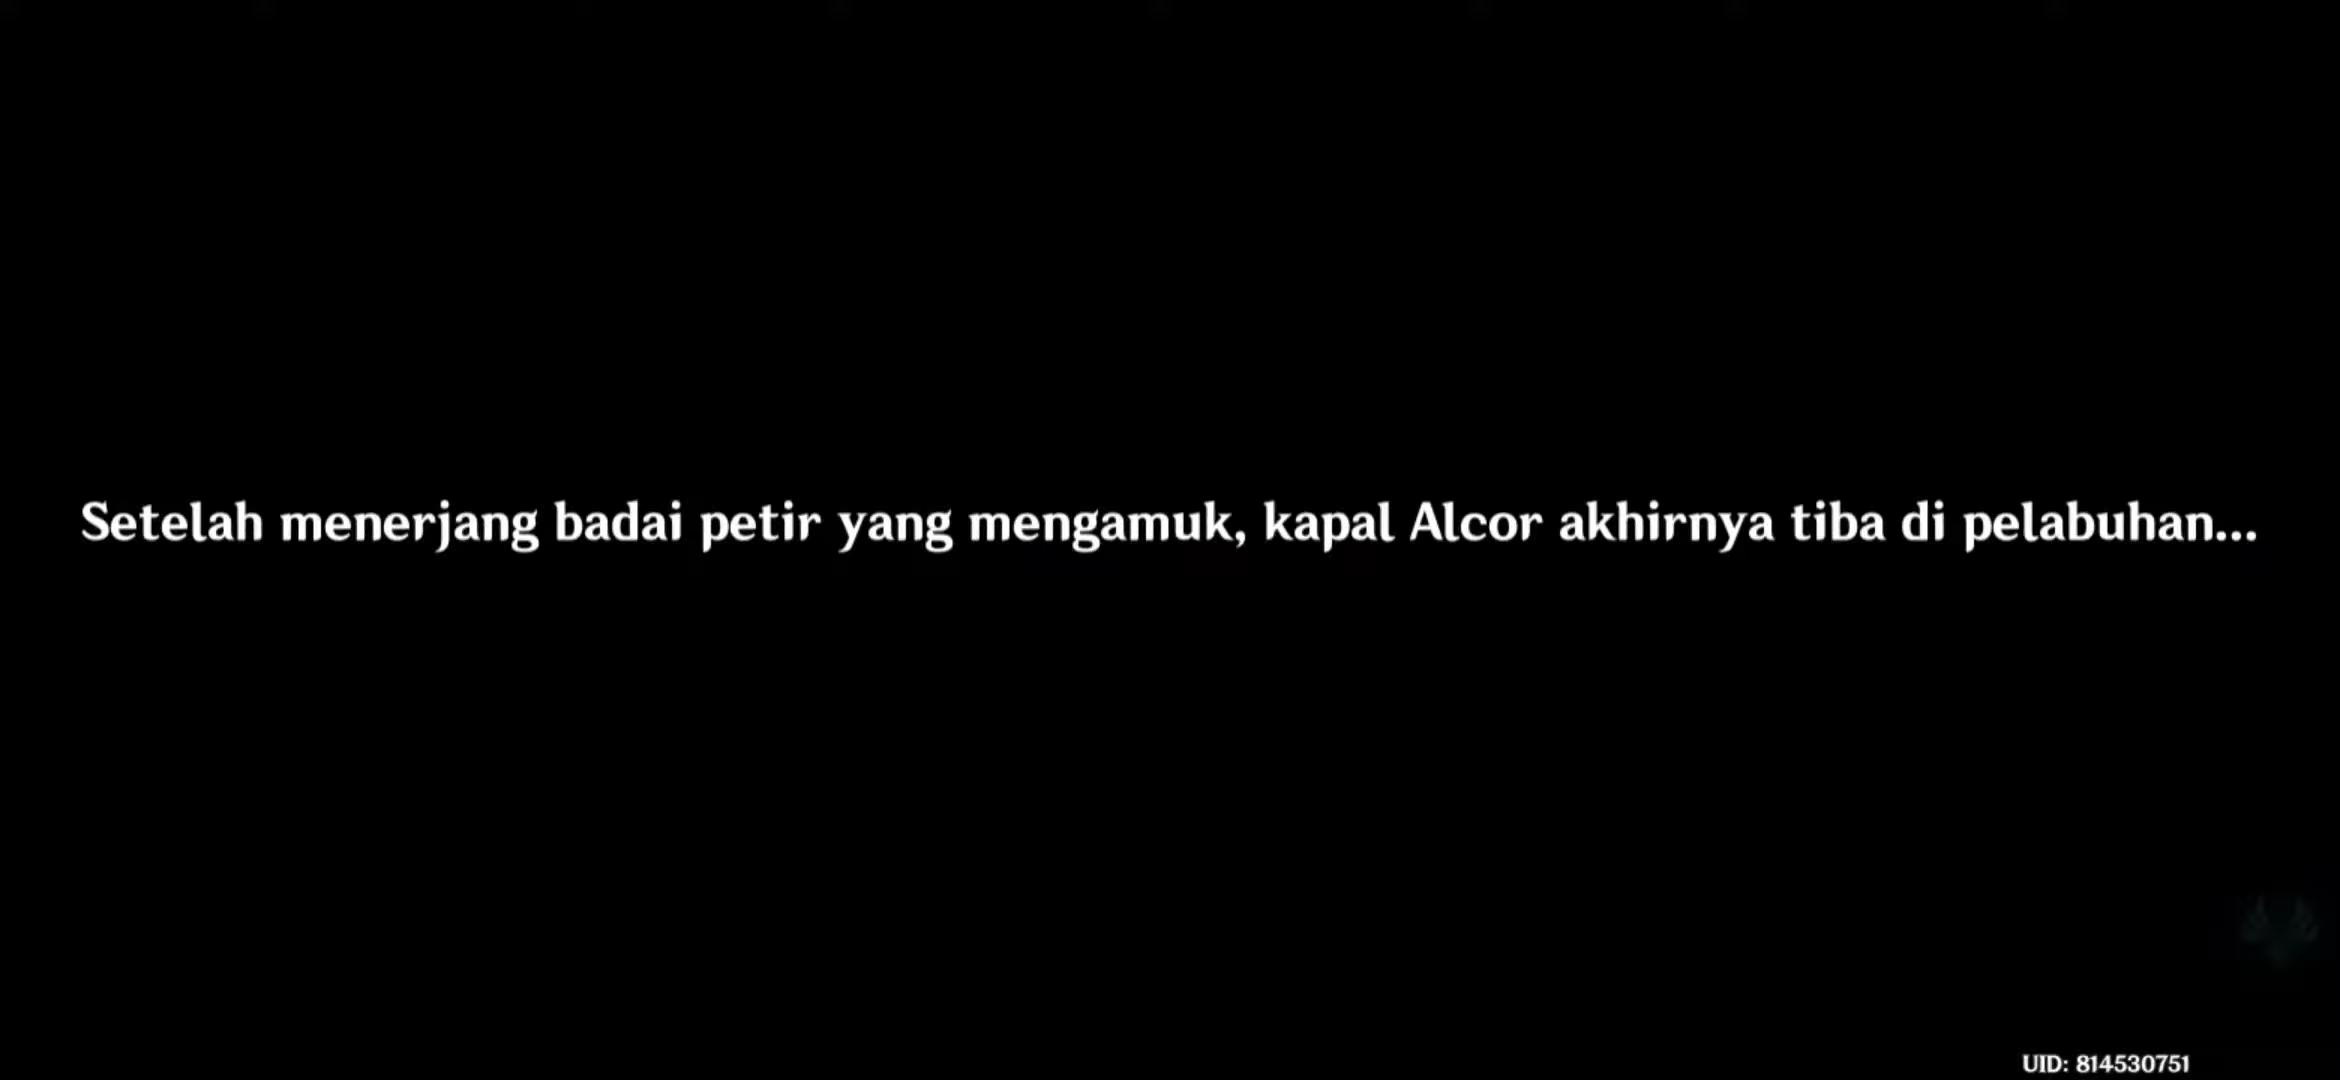 Setelah menerjang badai petir yang mengamuk, kapal Alcor akhirnya tiba di pelabuhan...
UID: 814530751